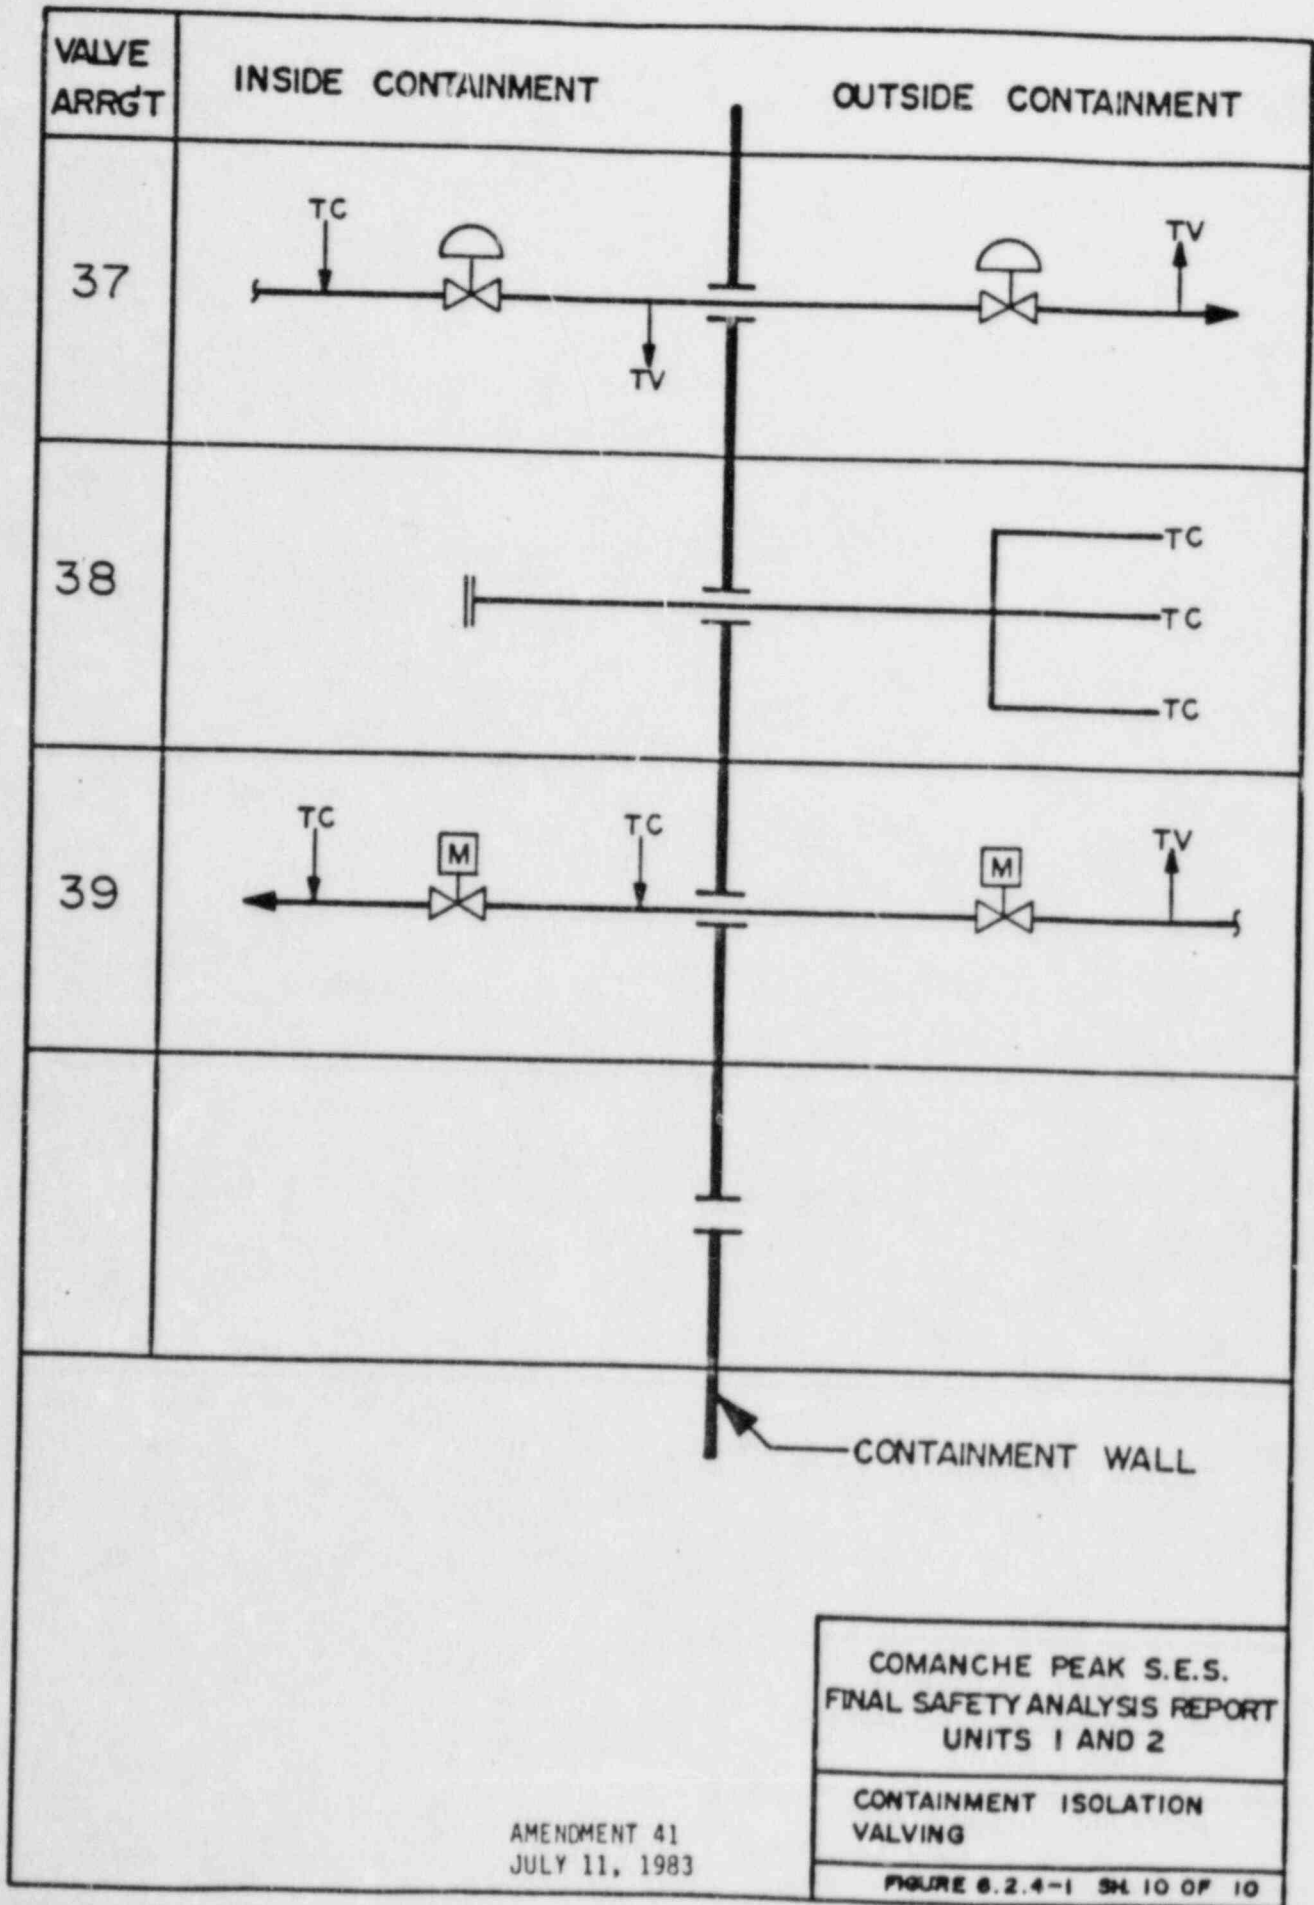 VALVE
ARRG'T
INSIDE CONTAINMENT
OUTSIDE CONTAINMENT
37
TC
TV
TV
38
TC
TC
TC
39
TC
M
TC
M
TV
CONTAINMENT WALL
COMANCHE PEAK S.E.S.
FINAL SAFETY ANALYSIS REPORT
UNITS 1 AND 2
CONTAINMENT ISOLATION
VALVING
FIGURE 6.2.4-1 SH. 10 OF 10
AMENDMENT 41
JULY 11, 1983